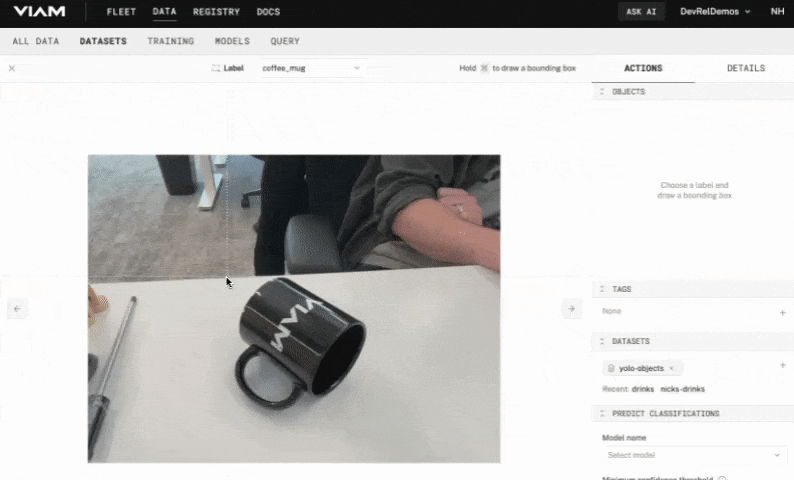 VIAM FLEET DATA REGISTRY DOCS ASK AI DevRelDemos NH
ALL DATA DATASETS TRAINING MODELS QUERY
Label coffee_mug Hold ⌘ to draw a bounding box ACTIONS DETAILS
OBJECTS
Choose a label and
draw a bounding box
VIAM
TAGS
None
DATASETS
yolo-objects
Recent: drinks nicks-drinks
PREDICT CLASSIFICATIONS
Model name
Select model
Minimum confidence threshold